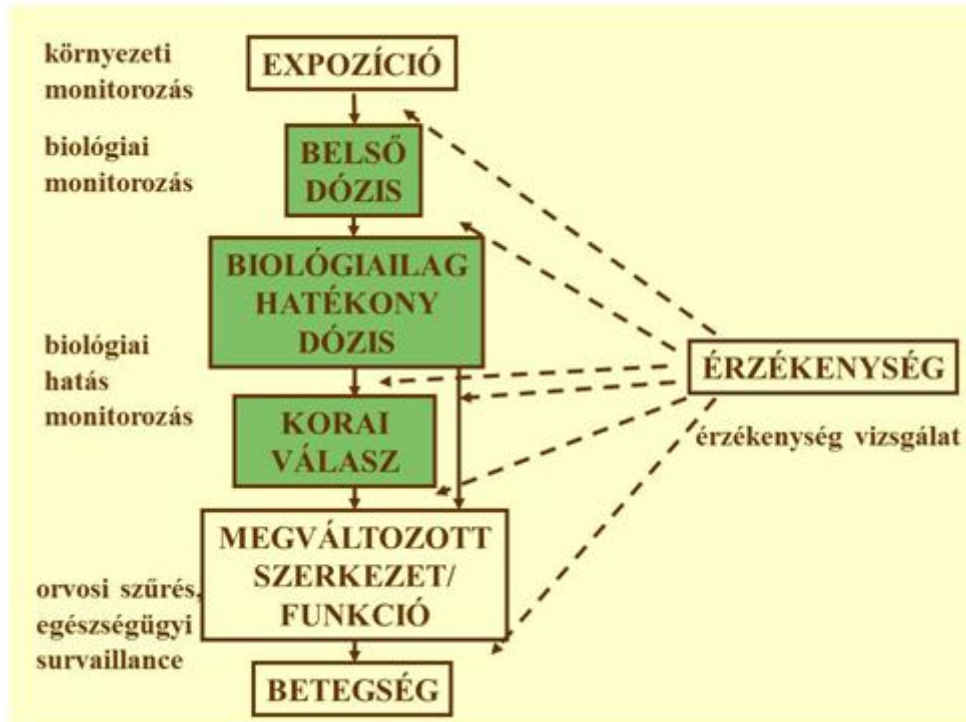 környezeti
monitorozás
EXPOZÍCIÓ
biológiai
monitorozás
BELSŐ
DÓZIS
BIOLÓGIAILAG
HATÉKONY
DÓZIS
biológiai
hatás
monitorozás
ÉRZÉKENYSÉG
érzékenység vizsgálat
KORAI
VÁLASZ
MEGVÁLTOZOTT
SZERKEZET/
FUNKCIÓ
orvosi szűrés,
egészségügyi
survaillance
BETEGSÉG